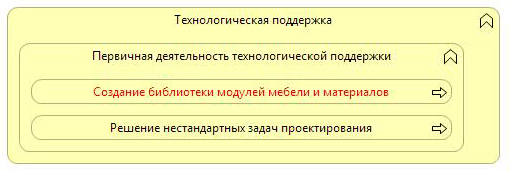 Технологическая поддержка
Первичная деятельность технологической поддержки
Создание библиотеки модулей мебели и материалов
Решение нестандартных задач проектирования